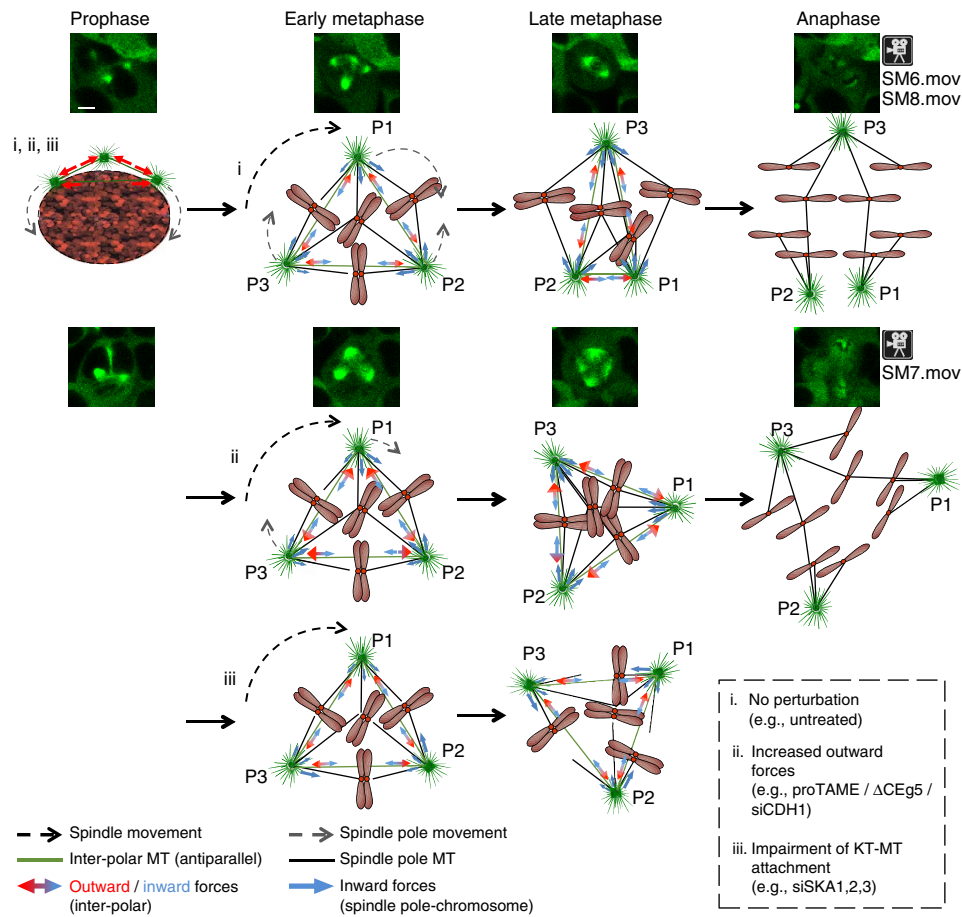 Prophase
Early metaphase
Late metaphase
Anaphase
SM6.mov
SM8.mov
i, ii, iii
i
P1
P3
P2
P3
P2
P1
P3
P2
P1
SM7.mov
ii
P1
P3
P2
P3
P1
P2
P3
P1
P2
iii
P1
P3
P2
P3
P1
P2
i. No perturbation
(e.g., untreated)
ii. Increased outward
forces
(e.g., proTAME / ΔCEg5 /
siCDH1)
iii. Impairment of KT-MT
attachment
(e.g., siSKA1,2,3)
Spindle movement
Inter-polar MT (antiparallel)
Outward / inward forces
(inter-polar)
Spindle pole movement
Spindle pole MT
Inward forces
(spindle pole-chromosome)